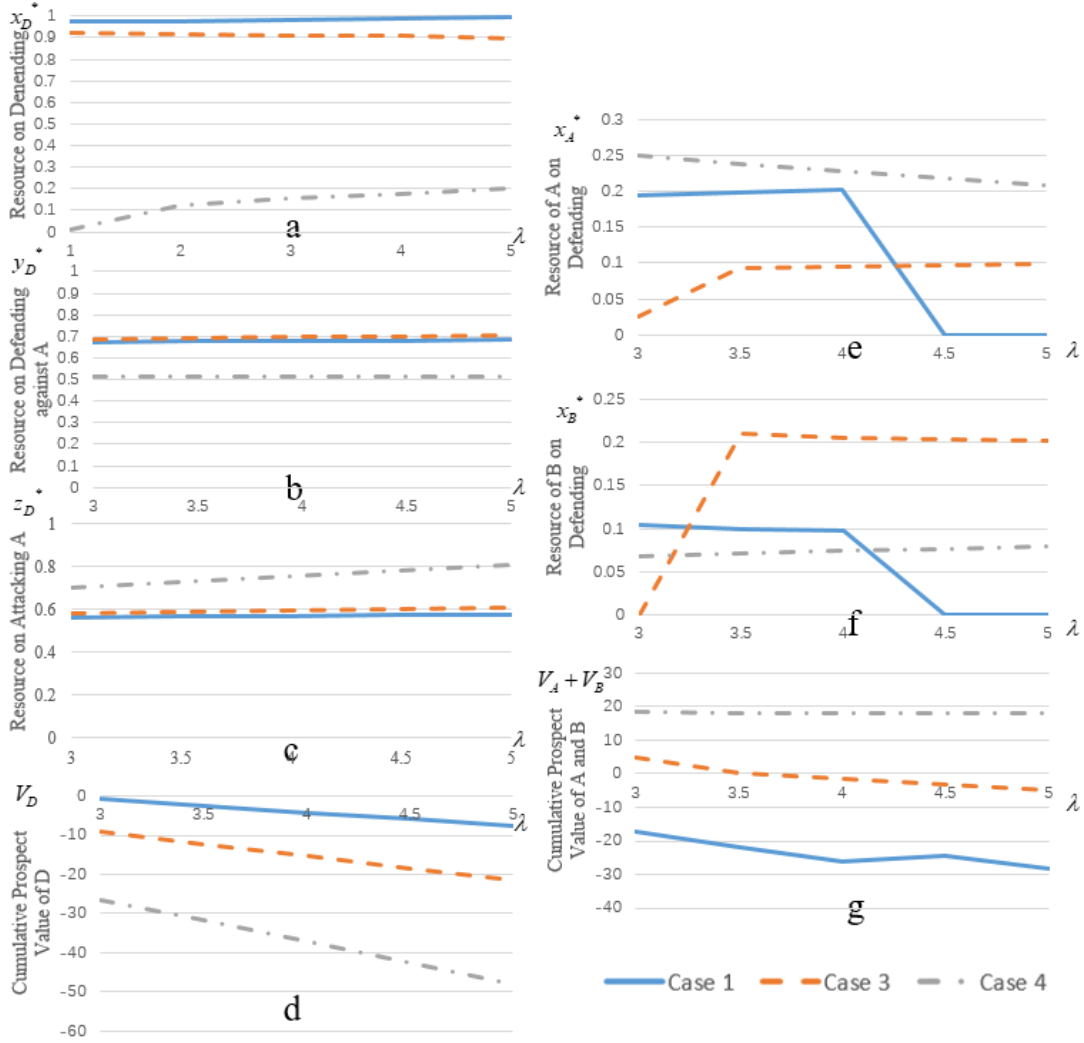 x_D*
Resource on Denending
1
0.9
0.8
0.7
0.6
0.5
0.4
0.3
0.2
0.1
0
1 2 3 4 5 λ
a
y_D*
Resource on Defending against A
1
0.9
0.8
0.7
0.6
0.5
0.4
0.3
0.2
0.1
0
3 3.5 4 4.5 5 λ
b
z_D*
Resource on Attacking A
1
0.8
0.6
0.4
0.2
0
3 3.5 4 4.5 5 λ
c
V_D
Cumulative Prospect Value of D
0
-10
-20
-30
-40
-50
-60
3 3.5 4 4.5 5 λ
d
x_A*
Resource of A on Defending
0.3
0.25
0.2
0.15
0.1
0.05
0
3 3.5 4 4.5 5 λ
e
x_B*
Resource of B on Defending
0.25
0.2
0.15
0.1
0.05
0
3 3.5 4 4.5 5 λ
f
V_A + V_B
Cumulative Prospect Value of A and B
30
20
10
0
-10
-20
-30
-40
3 3.5 4 4.5 5 λ
g
Case 1 Case 3 Case 4